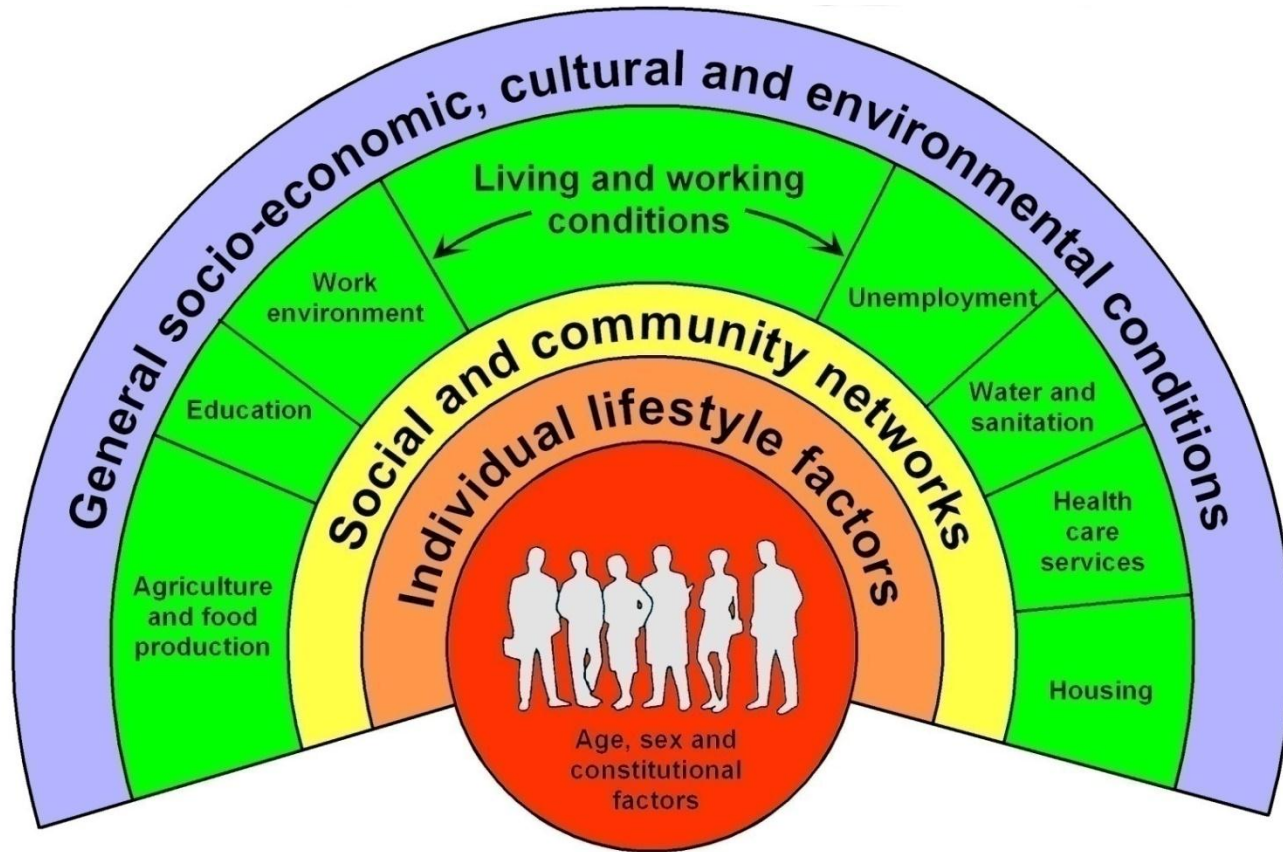 General socio-economic, cultural and environmental conditions
Living and working
conditions
Work
environment
Education
Agriculture
and food
production
Unemployment
Water and
sanitation
Health
care
services
Housing
Social and community networks
Individual lifestyle factors
Age, sex and
constitutional
factors